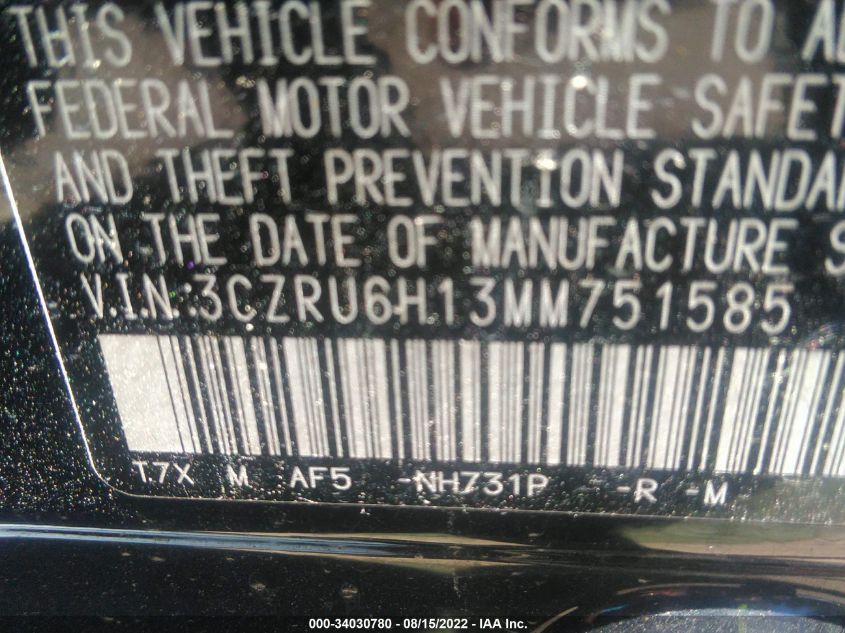 THIS VEHICLE CONFORMS TO
FEDERAL MOTOR VEHICLE SAFET
AND THEFT PREVENTION STANDA
ON THE DATE OF MANUFACTURE S
V.I.N.:3CZRU6H13MM751585
T7X M AF5 -NH731P -R -M
000-34030780 - 08/15/2022 - IAA Inc.